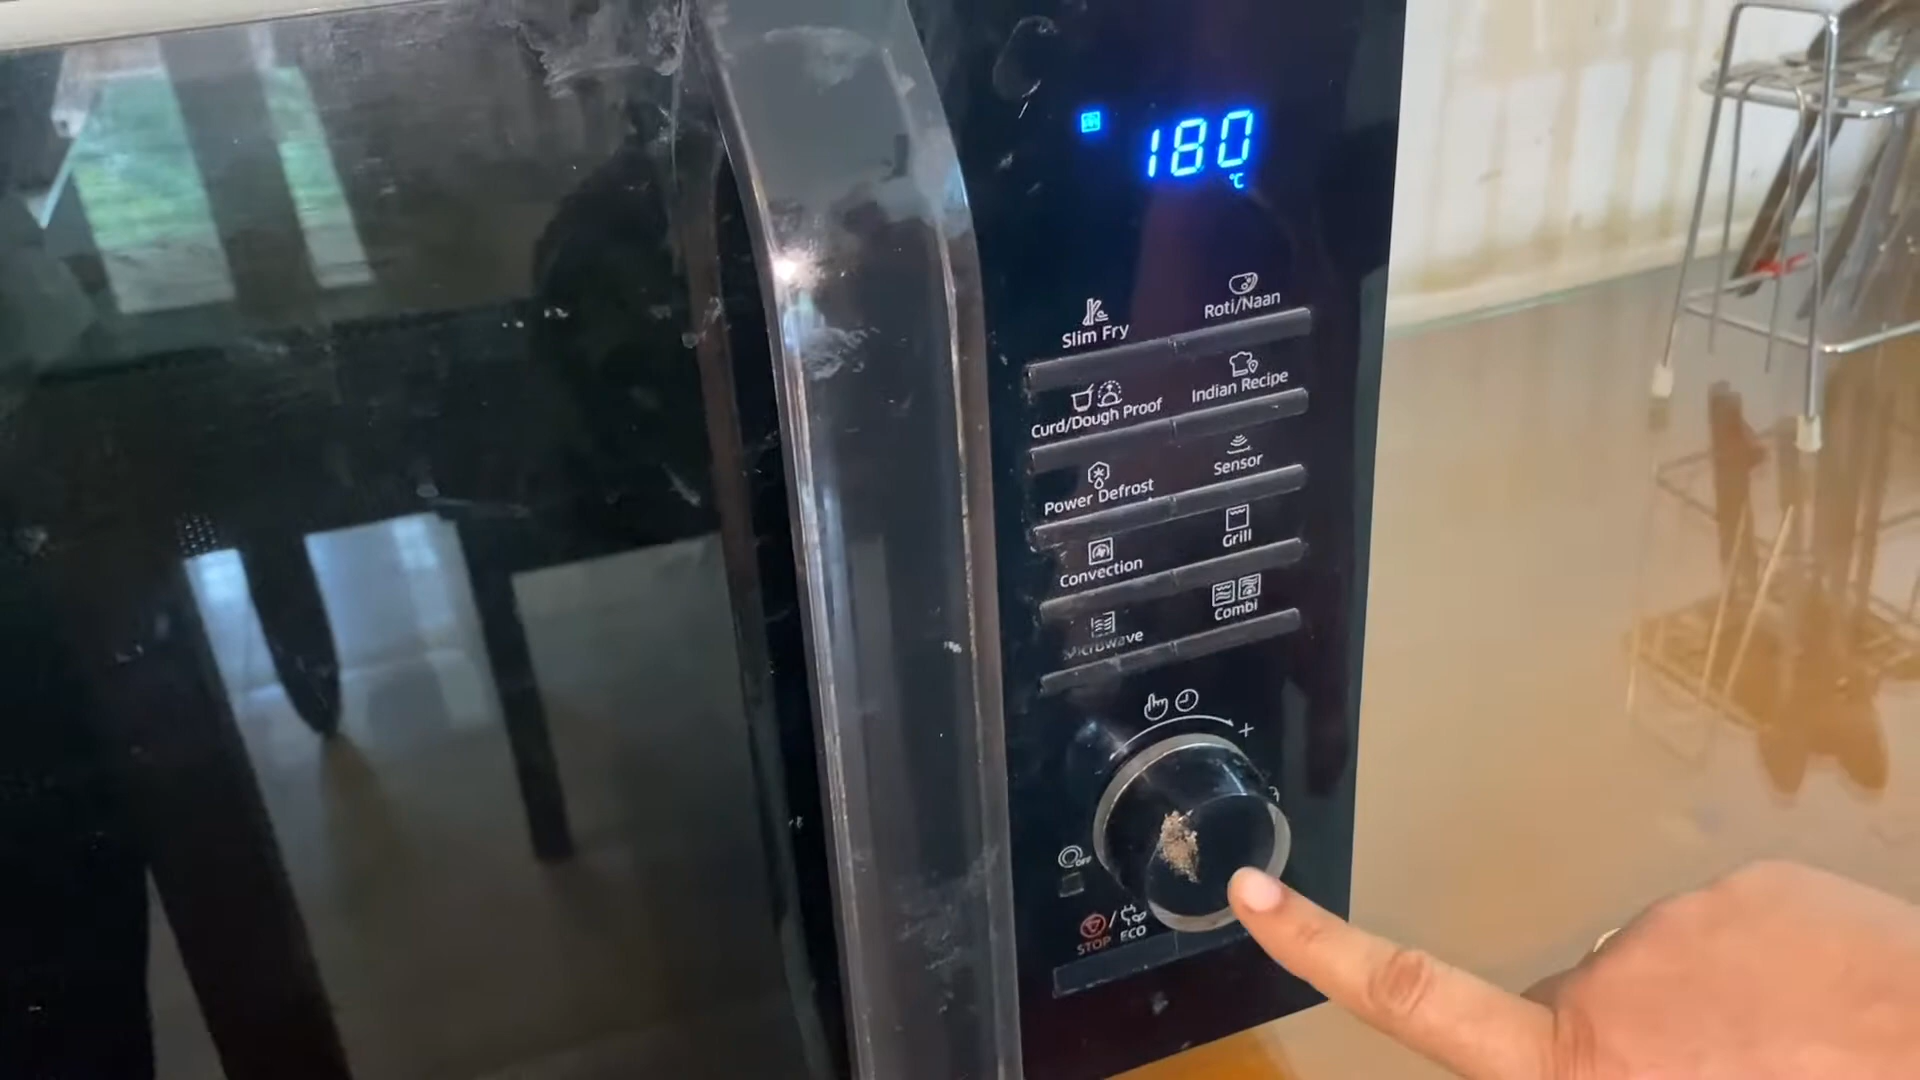 180
°C
Slim Fry
Roti/Naan
Curd/Dough Proof
Indian Recipe
Power Defrost
Sensor
Convection
Grill
Microwave
Combi
+
OFF
STOP / ECO